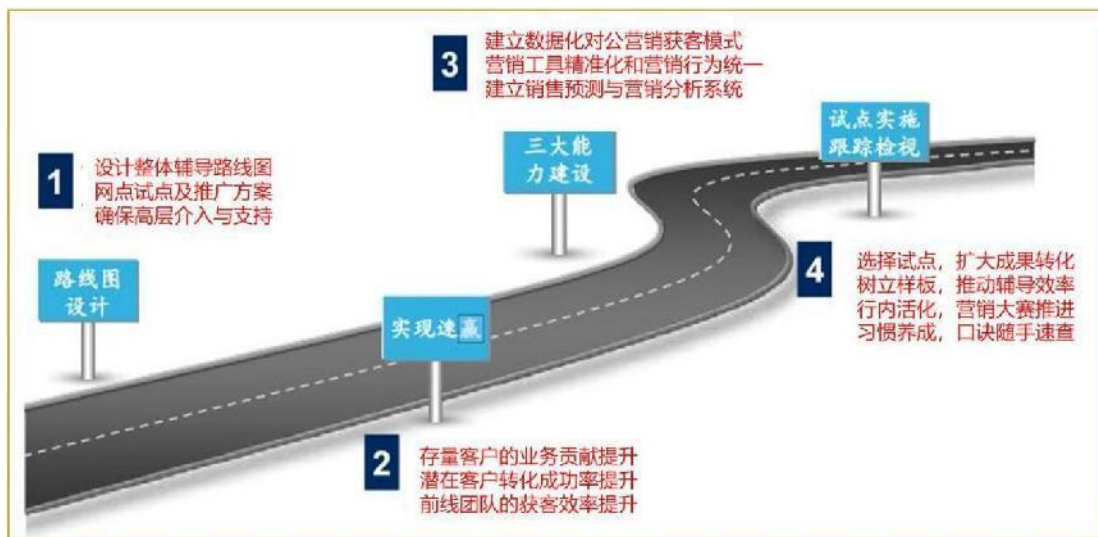 1
设计整体辅导路线图
网点试点及推广方案
确保高层介入与支持
路线图
设计
2
实现速赢
存量客户的业务贡献提升
潜在客户转化成功率提升
前线团队的获客效率提升
3
建立数据化对公营销获客模式
营销工具精准化和营销行为统一
建立销售预测与营销分析系统
三大能
力建设
试点实施
跟踪检视
4
选择试点，扩大成果转化
树立样板，推动辅导效率
行内活化，营销大赛推进
习惯养成，口诀随手速查